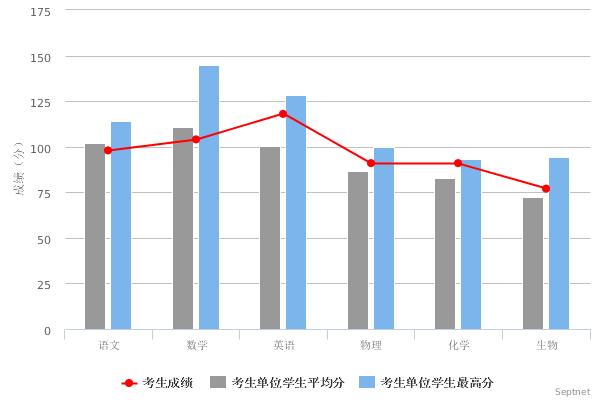 175
150
125
100
75
50
25
0
成绩（分）
语文 数学 英语 物理 化学 生物
考生成绩 考生单位学生平均分 考生单位学生最高分
Septnet